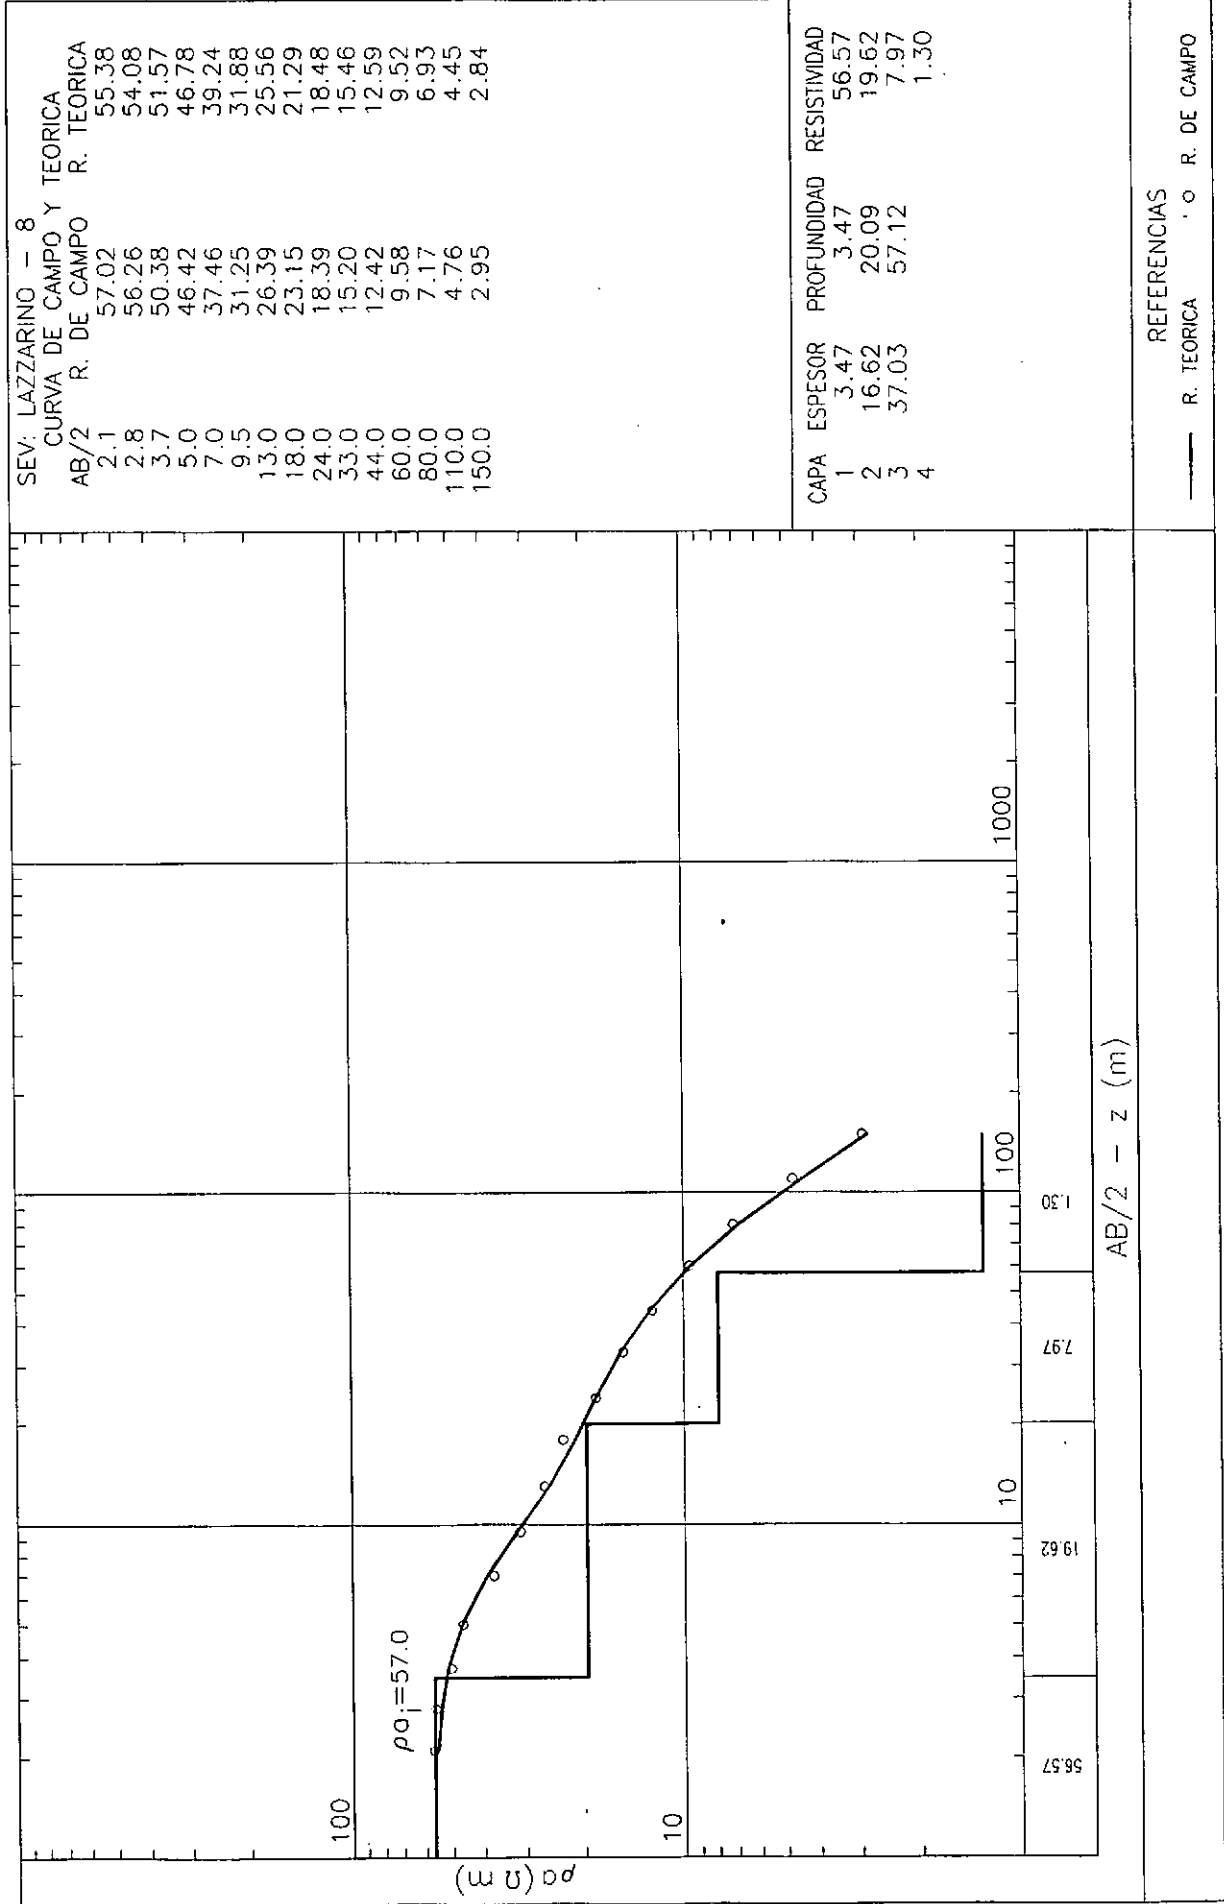 SEV: LAZZARINO - 8
CURVA DE CAMPO Y TEORICA
AB/2 R. DE CAMPO R. TEORICA
2.1 57.02 55.38
2.8 56.26 54.08
3.7 50.38 51.57
5.0 46.42 46.78
7.0 37.46 39.24
9.5 31.25 31.88
13.0 26.39 25.56
18.0 23.15 21.29
24.0 18.39 18.48
33.0 15.20 15.46
44.0 12.42 12.59
60.0 9.58 9.52
80.0 7.17 6.93
110.0 4.76 4.45
150.0 2.95 2.84
CAPA ESPESOR PROFUNDIDAD RESISTIVIDAD
1 3.47 3.47 56.57
2 16.62 20.09 19.62
3 37.03 57.12 7.97
4 1.30
REFERENCIAS
R. TEORICA O R. DE CAMPO
ρa(Ω m)
100
10
ρaj=57.0
10
100
1000
56.57
19.62
7.97
1.30
AB/2 - z (m)